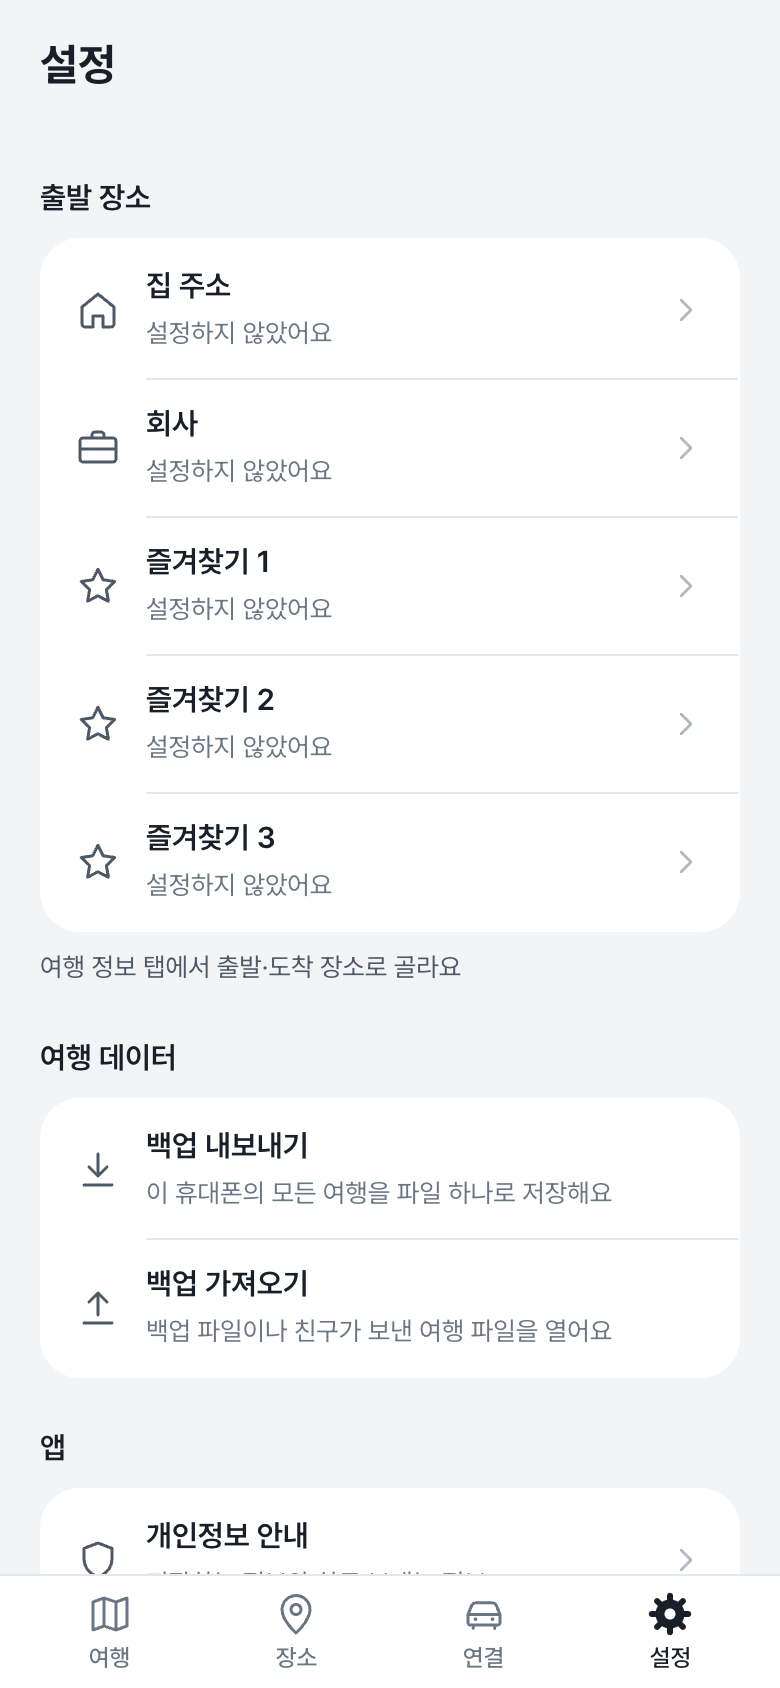 설정
출발 장소
집 주소
설정하지 않았어요
회사
설정하지 않았어요
즐겨찾기 1
설정하지 않았어요
즐겨찾기 2
설정하지 않았어요
즐겨찾기 3
설정하지 않았어요
여행 정보 탭에서 출발·도착 장소로 골라요
여행 데이터
백업 내보내기
이 휴대폰의 모든 여행을 파일 하나로 저장해요
백업 가져오기
백업 파일이나 친구가 보낸 여행 파일을 열어요
앱
개인정보 안내
여행
장소
연결
설정